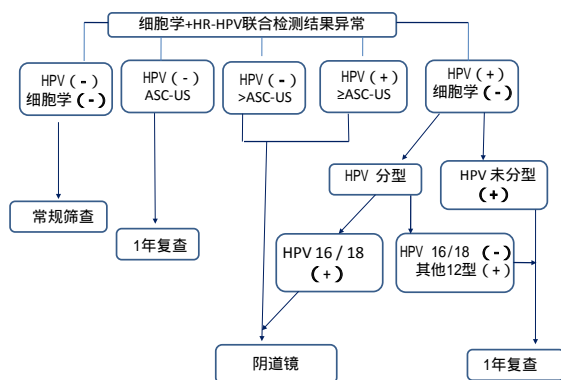 细胞学+HR-HPV联合检测结果异常
HPV（-）
细胞学（-）
HPV（-）
ASC-US
HPV（-）
>ASC-US
HPV（+）
≥ASC-US
HPV（+）
细胞学（-）
HPV 分型
HPV 未分型
（+）
常规筛查
1年复查
HPV 16 / 18
（+）
HPV 16/18（-）
其他12型（+）
阴道镜
1年复查